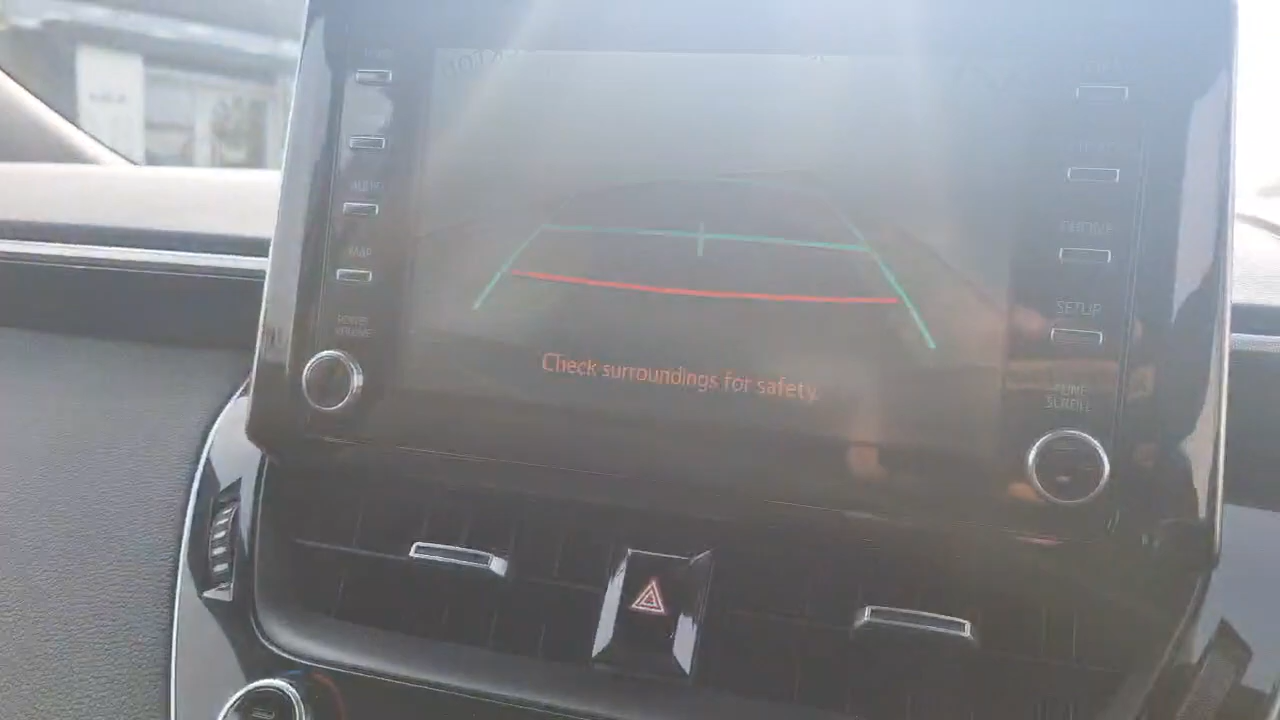 AUDIO
MAP
POWER
VOLUME
PHONE
SETUP
TUNE
SCROLL
Check surroundings for safety.